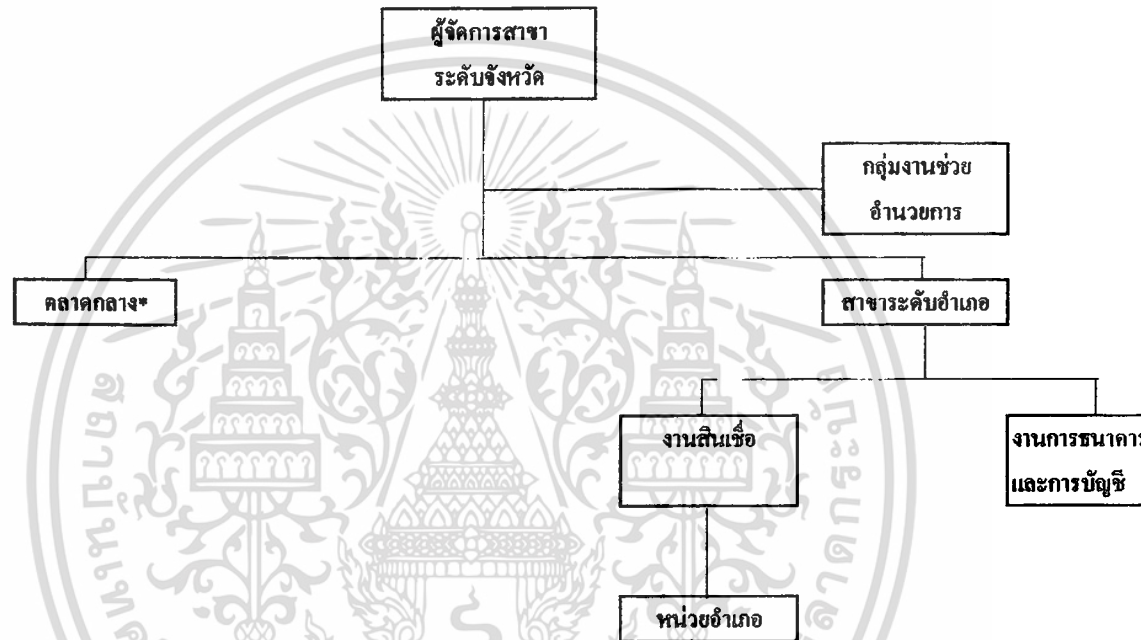 ผู้จัดการสาขา
ระดับจังหวัด
กลุ่มงานช่วย
อำนวยการ
ตลาดกลาง*
สาขาระดับอำเภอ
งานสินเชื่อ
งานการธนาคาร
และการบัญชี
หน่วยอำเภอ